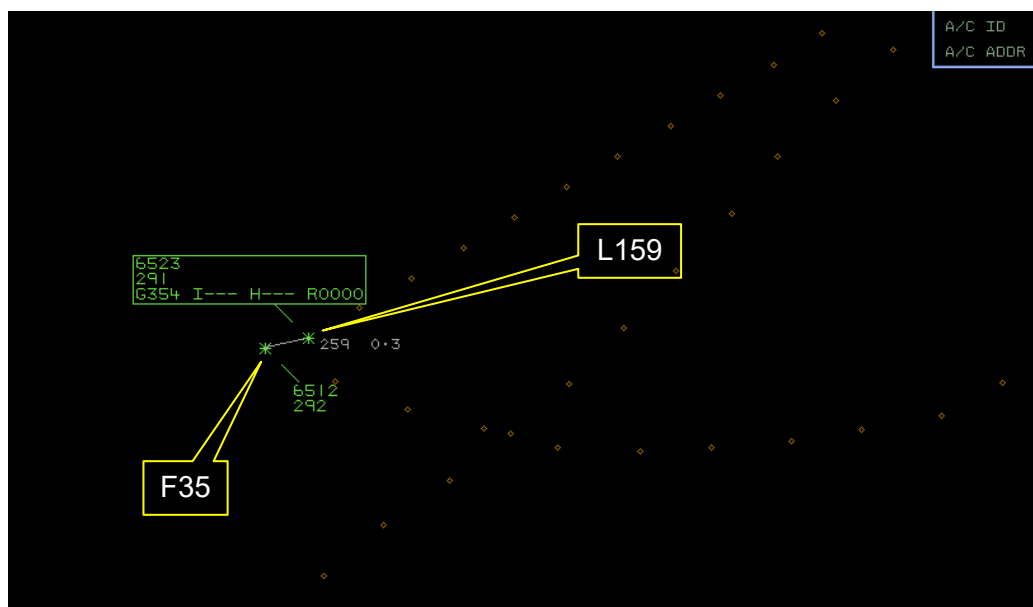 A/C ID
A/C ADDR
L159
6523
291
G354 I--- H--- R0000
259 0·3
6512
292
F35